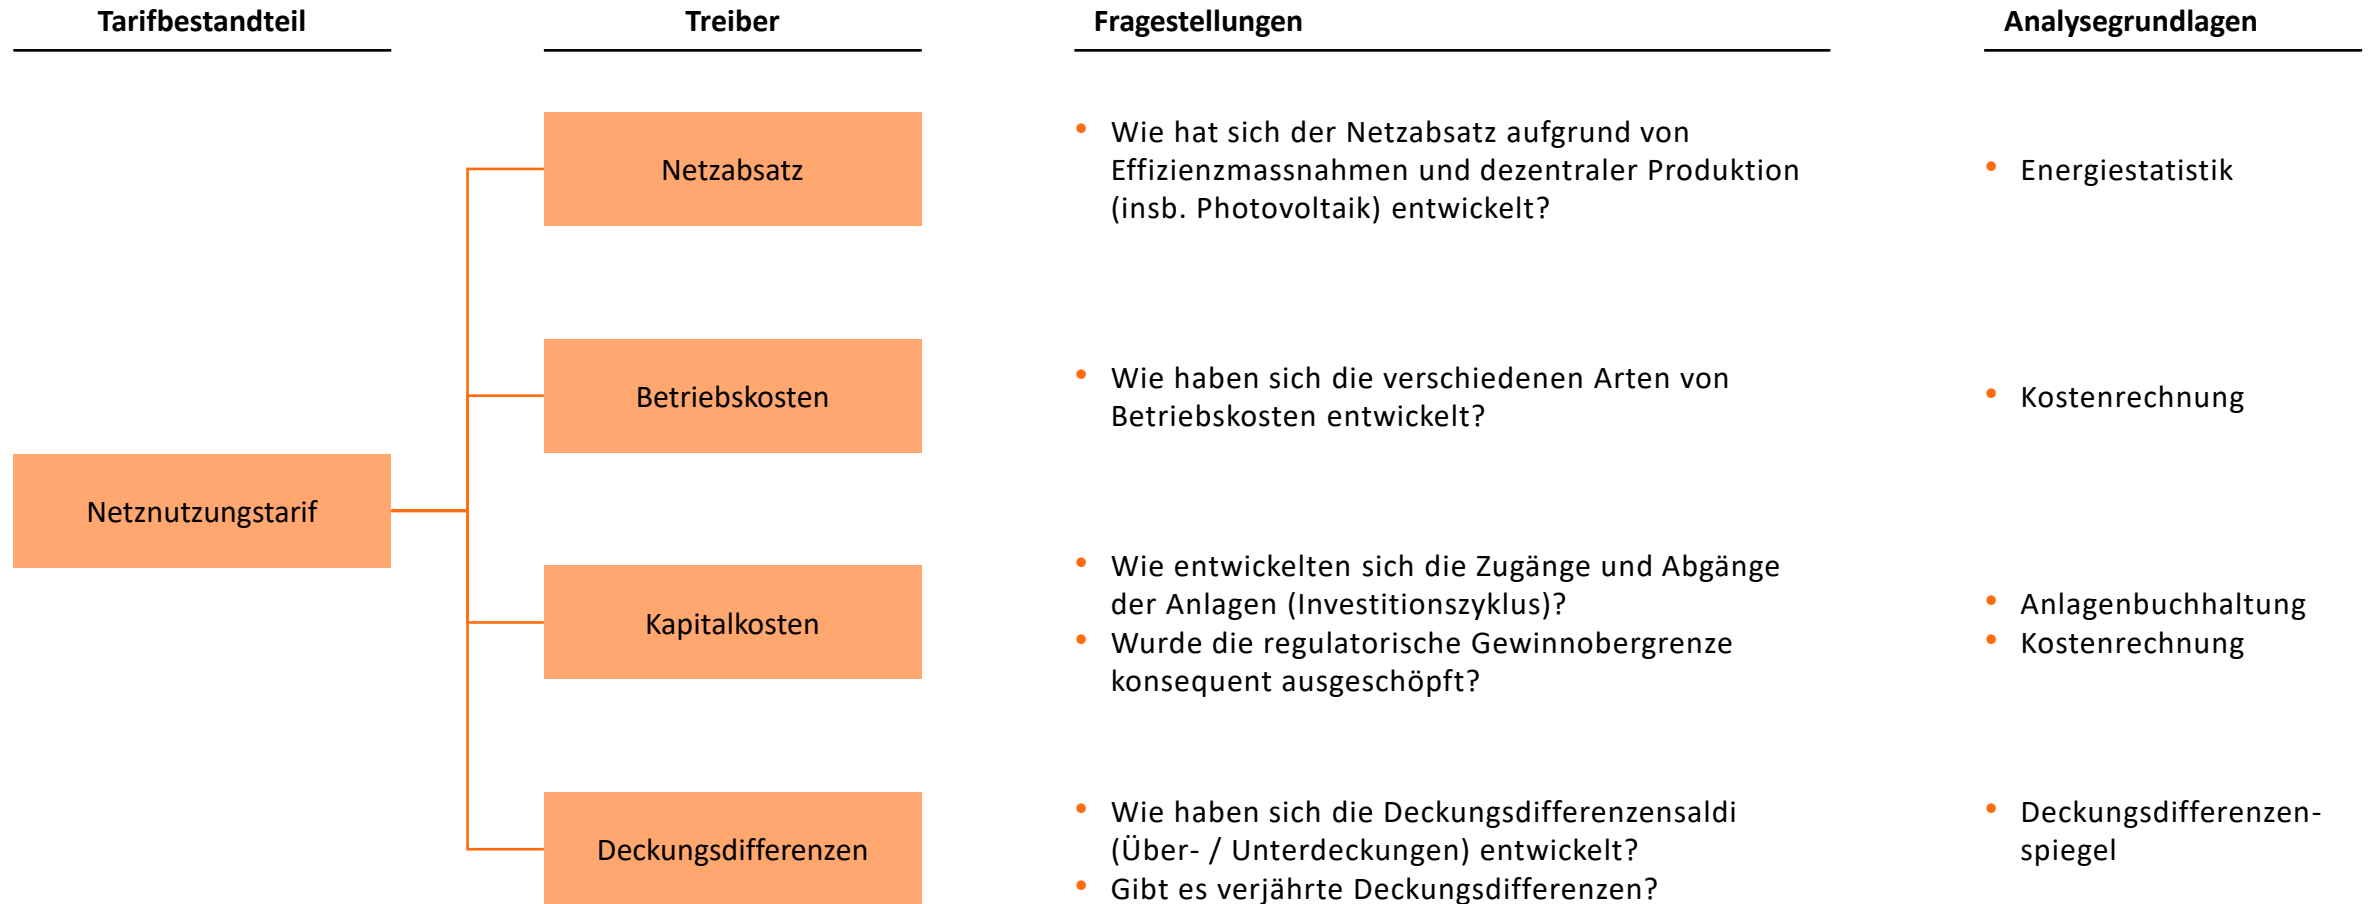 Tarifbestandteil
Treiber
Fragestellungen
Analysegrundlagen
Netzabsatz
• Wie hat sich der Netzabsatz aufgrund von
Effizienzmassnahmen und dezentraler Produktion
(insb. Photovoltaik) entwickelt?
• Energiestatistik
Betriebskosten
• Wie haben sich die verschiedenen Arten von
Betriebskosten entwickelt?
• Kostenrechnung
Netznutzungstarif
Kapitalkosten
• Wie entwickelten sich die Zugänge und Abgänge
der Anlagen (Investitionszyklus)?
• Wurde die regulatorische Gewinnobergrenze
konsequent ausgeschöpft?
• Anlagenbuchhaltung
• Kostenrechnung
Deckungsdifferenzen
• Wie haben sich die Deckungsdifferenzensaldi
(Über- / Unterdeckungen) entwickelt?
• Gibt es verjährte Deckungsdifferenzen?
• Deckungsdifferenzen-
spiegel